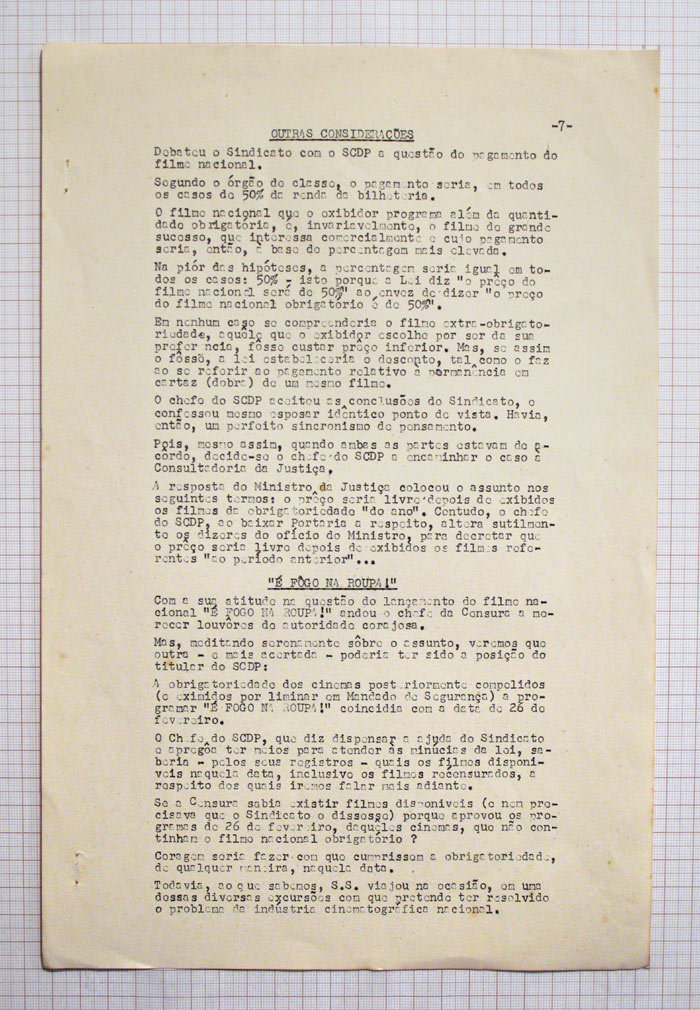 -7-
OUTRAS CONSIDERAÇÕES
Debateu o Sindicato com o SCDP a questão do pagamento do
filme nacional.
Segundo o órgão de classe, o pagamento seria, em todos
os casos de 50% da renda da bilheteria.
O filme nacional que o exibidor programa além da quanti-
dade obrigatória, é, invariavelmente, o filme de grande
sucesso, que interessa comercialmente e cujo pagamento
seria, então, à base de percentagem mais elevada.
Na piór das hipóteses, a percentagem seria igual em to-
dos os casos: 50% - isto porque a Lei diz "o prêço do
filme nacional será de 50%" ao envez de dizer "o preço
do filme nacional obrigatório é de 50%".
Em nenhum caso se compreenderia o filme extra-obrigato-
riedade, aquêle que o exibidor escolhe por ser da sua
prefer ncia, fôsse custar prêço inferior. Mas, se assim
o fôsse, a lei estabeleceria o desconto, tal como o faz
ao se referir ao pagamento relativo à permanência em
cartaz (dobra) de um mesmo filme.
O chefe do SCDP aceitou as conclusões do Sindicato, e
confessou mesmo esposar idêntico ponto de vista. Havia,
então, um perfeito sincronismo de pensamento.
Pois, mesmo assim, quando ambas as partes estavam de a-
cordo, decide-se o chefe do SCDP a encaminhar o caso à
Consultadoria da Justiça.
A resposta do Ministro da Justiça colocou o assunto nos
seguintes termos: o prêço seria livre depois de exibidos
os filmes da obrigatoriedade "do ano". Contudo, o chefe
do SCDP, ao baixar Portaria a respeito, altera sutilmen-
te os dizeres do ofício do Ministro, para decretar que
o prêço seria livre depois de exibidos os filmes refe-
rentes "ao período anterior"...
"É FÔGO NA ROUPA!"
Com a sua atitude na questão do lançamento do filme na-
cional "É FOGO NA ROUPA!" andou o chefe da Censura a me-
recer louvôres de autoridade corajosa.
Mas, meditando serenamente sôbre o assunto, veremos que
outra - e mais acertada - poderia ter sido a posição do
titular do SCDP:
A obrigatoriedade dos cinemas posteriormente compelidos
(e eximidos por liminar em Mandado de Segurança) a pro-
gramar "É FOGO NA ROUPA!" coincidia com a data de 26 de
fevereiro.
O Chefe do SCDP, que diz dispensar a ajuda do Sindicato
e apregôa ter meios para atender às minúcias da lei, sa-
beria - pelos seus registros - quais os filmes disponi-
veis naquela data, inclusive os filmes recensurados, a
respeito dos quais iremos falar mais adiante.
Se a Censura sabia existir filmes disponiveis (e nem pre-
cisava que o Sindicato o dissesse) porque aprovou os pro-
gramas de 26 de fevereiro, daqueles cinemas, que não con-
tinham o filme nacional obrigatório ?
Coragem seria fazer com que cumprissem a obrigatoriedade,
de qualquer maneira, naquela data.
Todavia, ao que sabemos, S.S. viajou na ocasião, em uma
dessas diversas excursões com que pretende ter resolvido
o problema da indústria cinematográfica nacional.